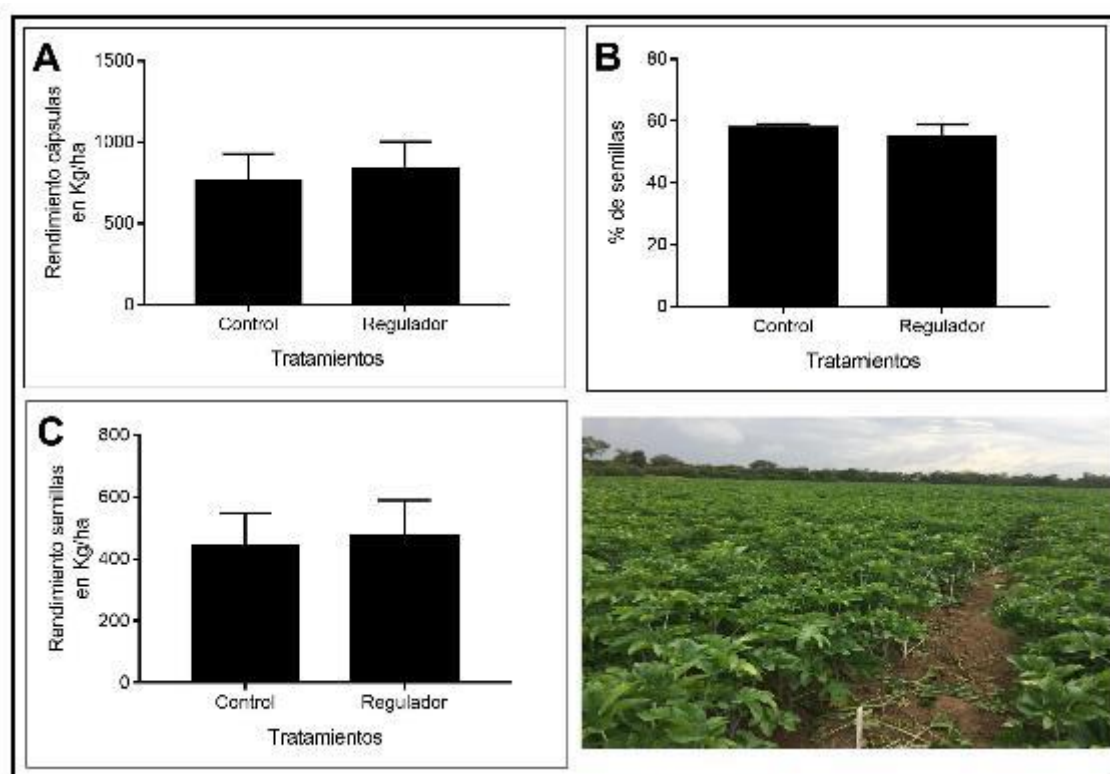 A
Rendimiento cápsulas
en Kg/ha
1500
1000
500
0
Control Regulador
Tratamientos
B
% de semillas
80
60
40
20
0
Control Regulador
Tratamientos
C
Rendimiento semillas
en Kg/ha
800
600
400
200
0
Control Regulador
Tratamientos